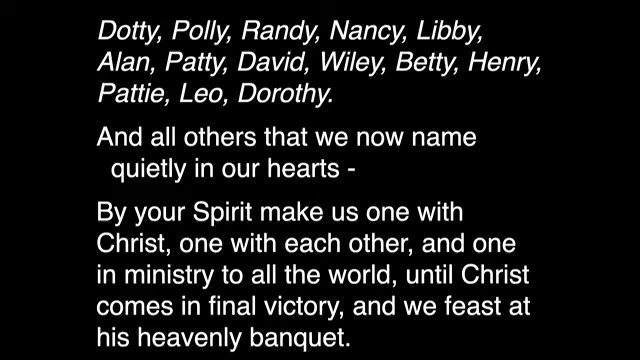 Dotty, Polly, Randy, Nancy, Libby,
Alan, Patty, David, Wiley, Betty, Henry,
Pattie, Leo, Dorothy.
And all others that we now name
quietly in our hearts -
By your Spirit make us one with
Christ, one with each other, and one
in ministry to all the world, until Christ
comes in final victory, and we feast at
his heavenly banquet.